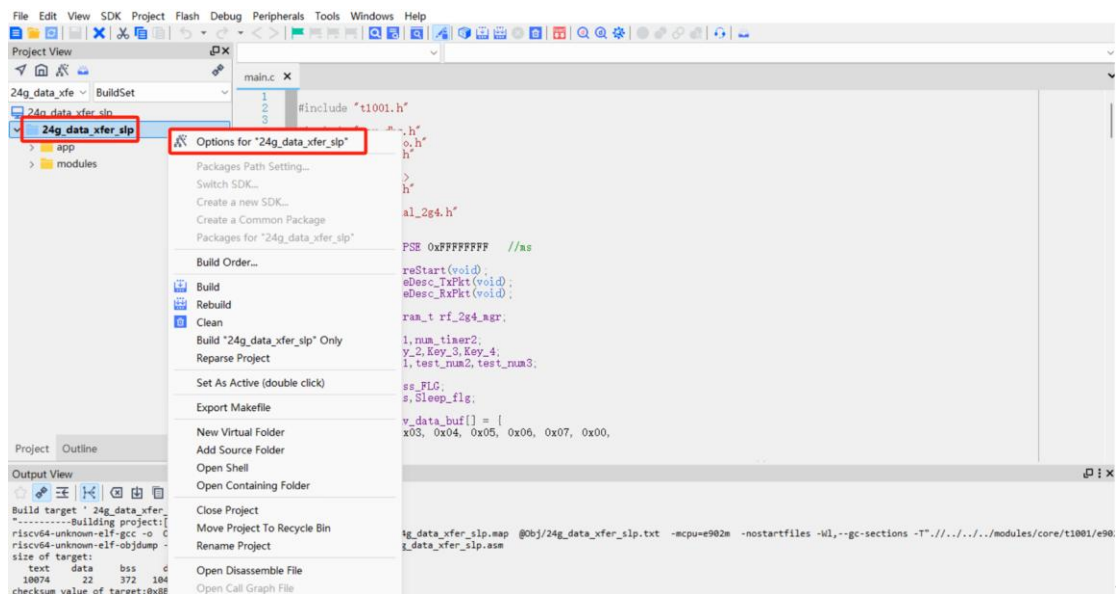 File Edit View SDK Project Flash Debug Peripherals Tools Windows Help
Project View
24g_data_xfe BuildSet
24g_data_xfer_slp
24g_data_xfer_slp
app
modules
Project Outline
main.c
1
2 #include "t1001.h"
3
.h"
o.h"
h"
>
h"
al_2g4.h"
PSE 0xFFFFFFFF //ms
reStart(void);
eDesc_TxPkt(void);
eDesc_RxPkt(void);
ram_t rf_2g4_mgr;
1,num_timer2;
y_2,Key_3,Key_4;
1,test_num2,test_num3;
ss_FLG;
s,Sleep_flg;
v_data_buf[] = {
x03, 0x04, 0x05, 0x06, 0x07, 0x00,
Options for "24g_data_xfer_slp"
Packages Path Setting...
Switch SDK...
Create a new SDK...
Create a Common Package
Packages for "24g_data_xfer_slp"
Build Order...
Build
Rebuild
Clean
Build "24g_data_xfer_slp" Only
Reparse Project
Set As Active (double click)
Export Makefile
New Virtual Folder
Add Source Folder
Open Shell
Open Containing Folder
Close Project
Move Project To Recycle Bin
Rename Project
Open Disassemble File
Open Call Graph File
Output View
Build target ' 24g_data_xfer_
"----------Building project:[
riscv64-unknown-elf-gcc -o 4g_data_xfer_slp.map @Obj/24g_data_xfer_slp.txt -mcpu=e902m -nostartfiles -Wl,--gc-sections -T".//../../../modules/core/t1001/e90
riscv64-unknown-elf-objdump - g_data_xfer_slp.asm
size of target:
text data bss d
10074 22 372 104
checksum value of target:0x8E